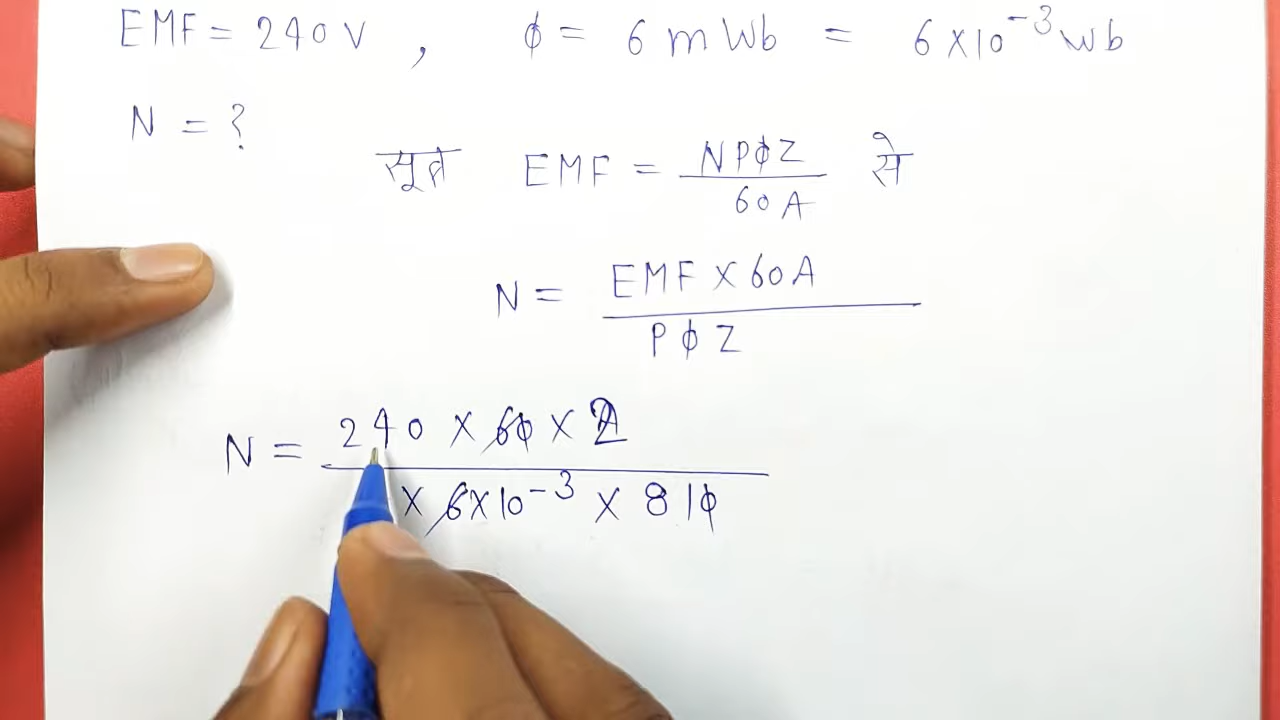 EMF = 240 V , φ = 6 m Wb = 6×10⁻³ wb
N = ?
सूत्र EMF = NPφZ / 60A से
N = EMF × 60A / PφZ
N = 240 × 60 × 2 / × 6×10⁻³ × 810